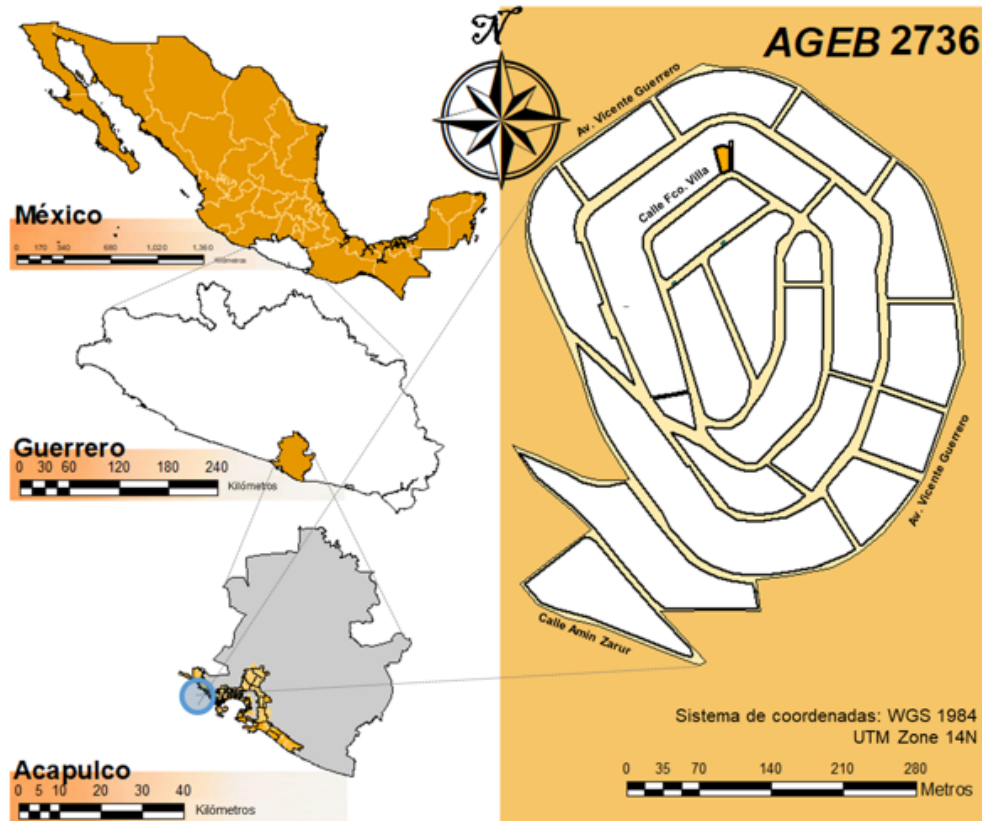 N
AGEB 2736
Av. Vicente Guerrero
Calle Fco. Villa
México
0 170 340 680 1,020 1,360
Kilómetros
Guerrero
0 30 60 120 180 240
Kilómetros
Av. Vicente Guerrero
Calle Amin Zarur
Acapulco
0 5 10 20 30 40
Kilómetros
Sistema de coordenadas: WGS 1984
UTM Zone 14N
0 35 70 140 210 280
Metros